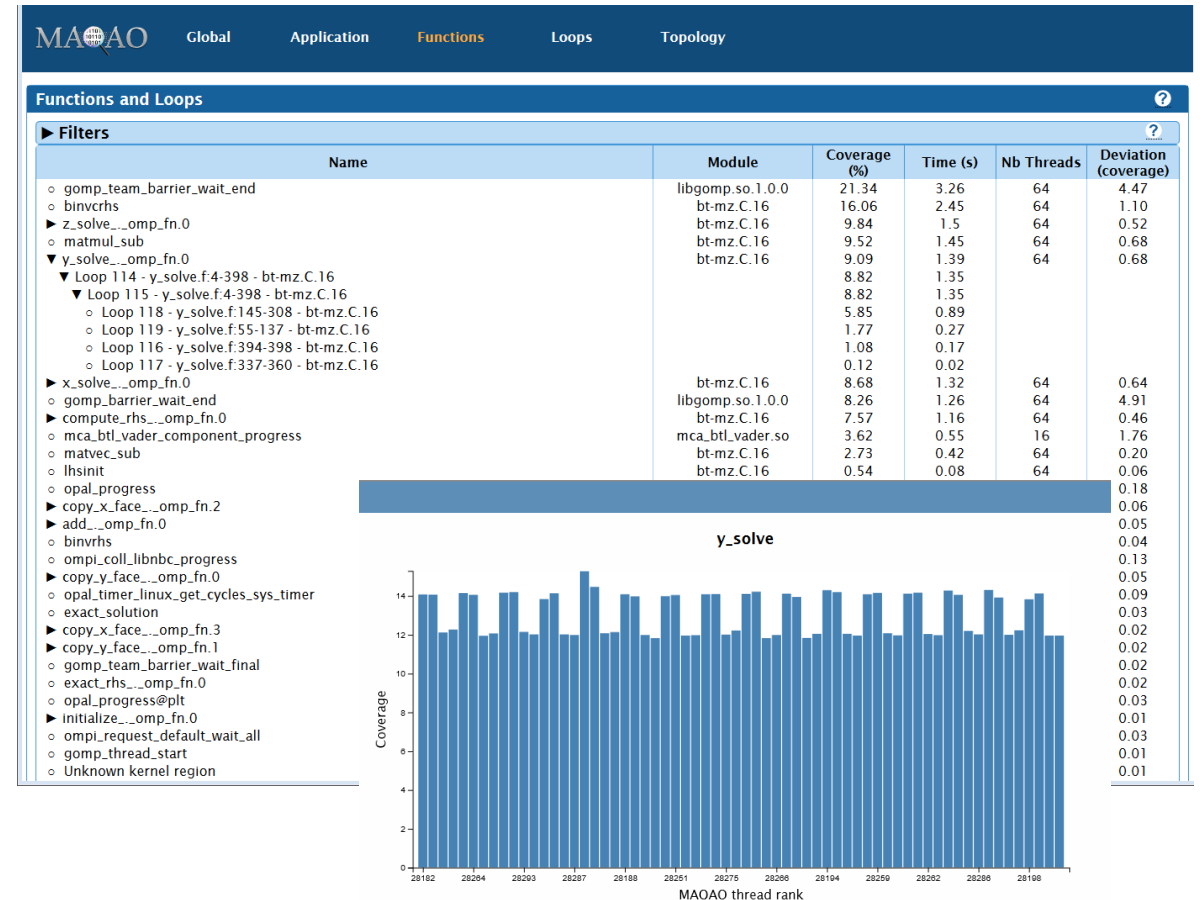 MAQAO Global Application Functions Loops Topology
Functions and Loops ?
▶ Filters ?
Name Module Coverage (%) Time (s) Nb Threads Deviation (coverage)
○ gomp_team_barrier_wait_end libgomp.so.1.0.0 21.34 3.26 64 4.47
○ binvcrhs bt-mz.C.16 16.06 2.45 64 1.10
▶ z_solve_._omp_fn.0 bt-mz.C.16 9.84 1.5 64 0.52
○ matmul_sub bt-mz.C.16 9.52 1.45 64 0.68
▼ y_solve_._omp_fn.0 bt-mz.C.16 9.09 1.39 64 0.68
▼ Loop 114 - y_solve.f:4-398 - bt-mz.C.16 8.82 1.35
▼ Loop 115 - y_solve.f:4-398 - bt-mz.C.16 8.82 1.35
○ Loop 118 - y_solve.f:145-308 - bt-mz.C.16 5.85 0.89
○ Loop 119 - y_solve.f:55-137 - bt-mz.C.16 1.77 0.27
○ Loop 116 - y_solve.f:394-398 - bt-mz.C.16 1.08 0.17
○ Loop 117 - y_solve.f:337-360 - bt-mz.C.16 0.12 0.02
▶ x_solve_._omp_fn.0 bt-mz.C.16 8.68 1.32 64 0.64
○ gomp_barrier_wait_end libgomp.so.1.0.0 8.26 1.26 64 4.91
▶ compute_rhs_._omp_fn.0 bt-mz.C.16 7.57 1.16 64 0.46
○ mca_btl_vader_component_progress mca_btl_vader.so 3.62 0.55 16 1.76
○ matvec_sub bt-mz.C.16 2.73 0.42 64 0.20
○ lhsinit bt-mz.C.16 0.54 0.08 64 0.06
○ opal_progress 0.18
▶ copy_x_face_._omp_fn.2 0.06
▶ add_._omp_fn.0 0.05
○ binvrhs 0.04
○ ompi_coll_libnbc_progress 0.13
▶ copy_y_face_._omp_fn.0 0.05
○ opal_timer_linux_get_cycles_sys_timer 0.09
○ exact_solution 0.03
▶ copy_x_face_._omp_fn.3 0.02
▶ copy_y_face_._omp_fn.1 0.02
○ gomp_team_barrier_wait_final 0.02
○ exact_rhs_._omp_fn.0 0.02
○ opal_progress@plt 0.03
▶ initialize_._omp_fn.0 0.01
○ ompi_request_default_wait_all 0.03
○ gomp_thread_start 0.01
○ Unknown kernel region 0.01
y_solve
Coverage
14
12
10
8
6
4
2
0
28182 28264 28293 28287 28188 28251 28275 28266 28194 28259 28262 28286 28198
MAQAO thread rank